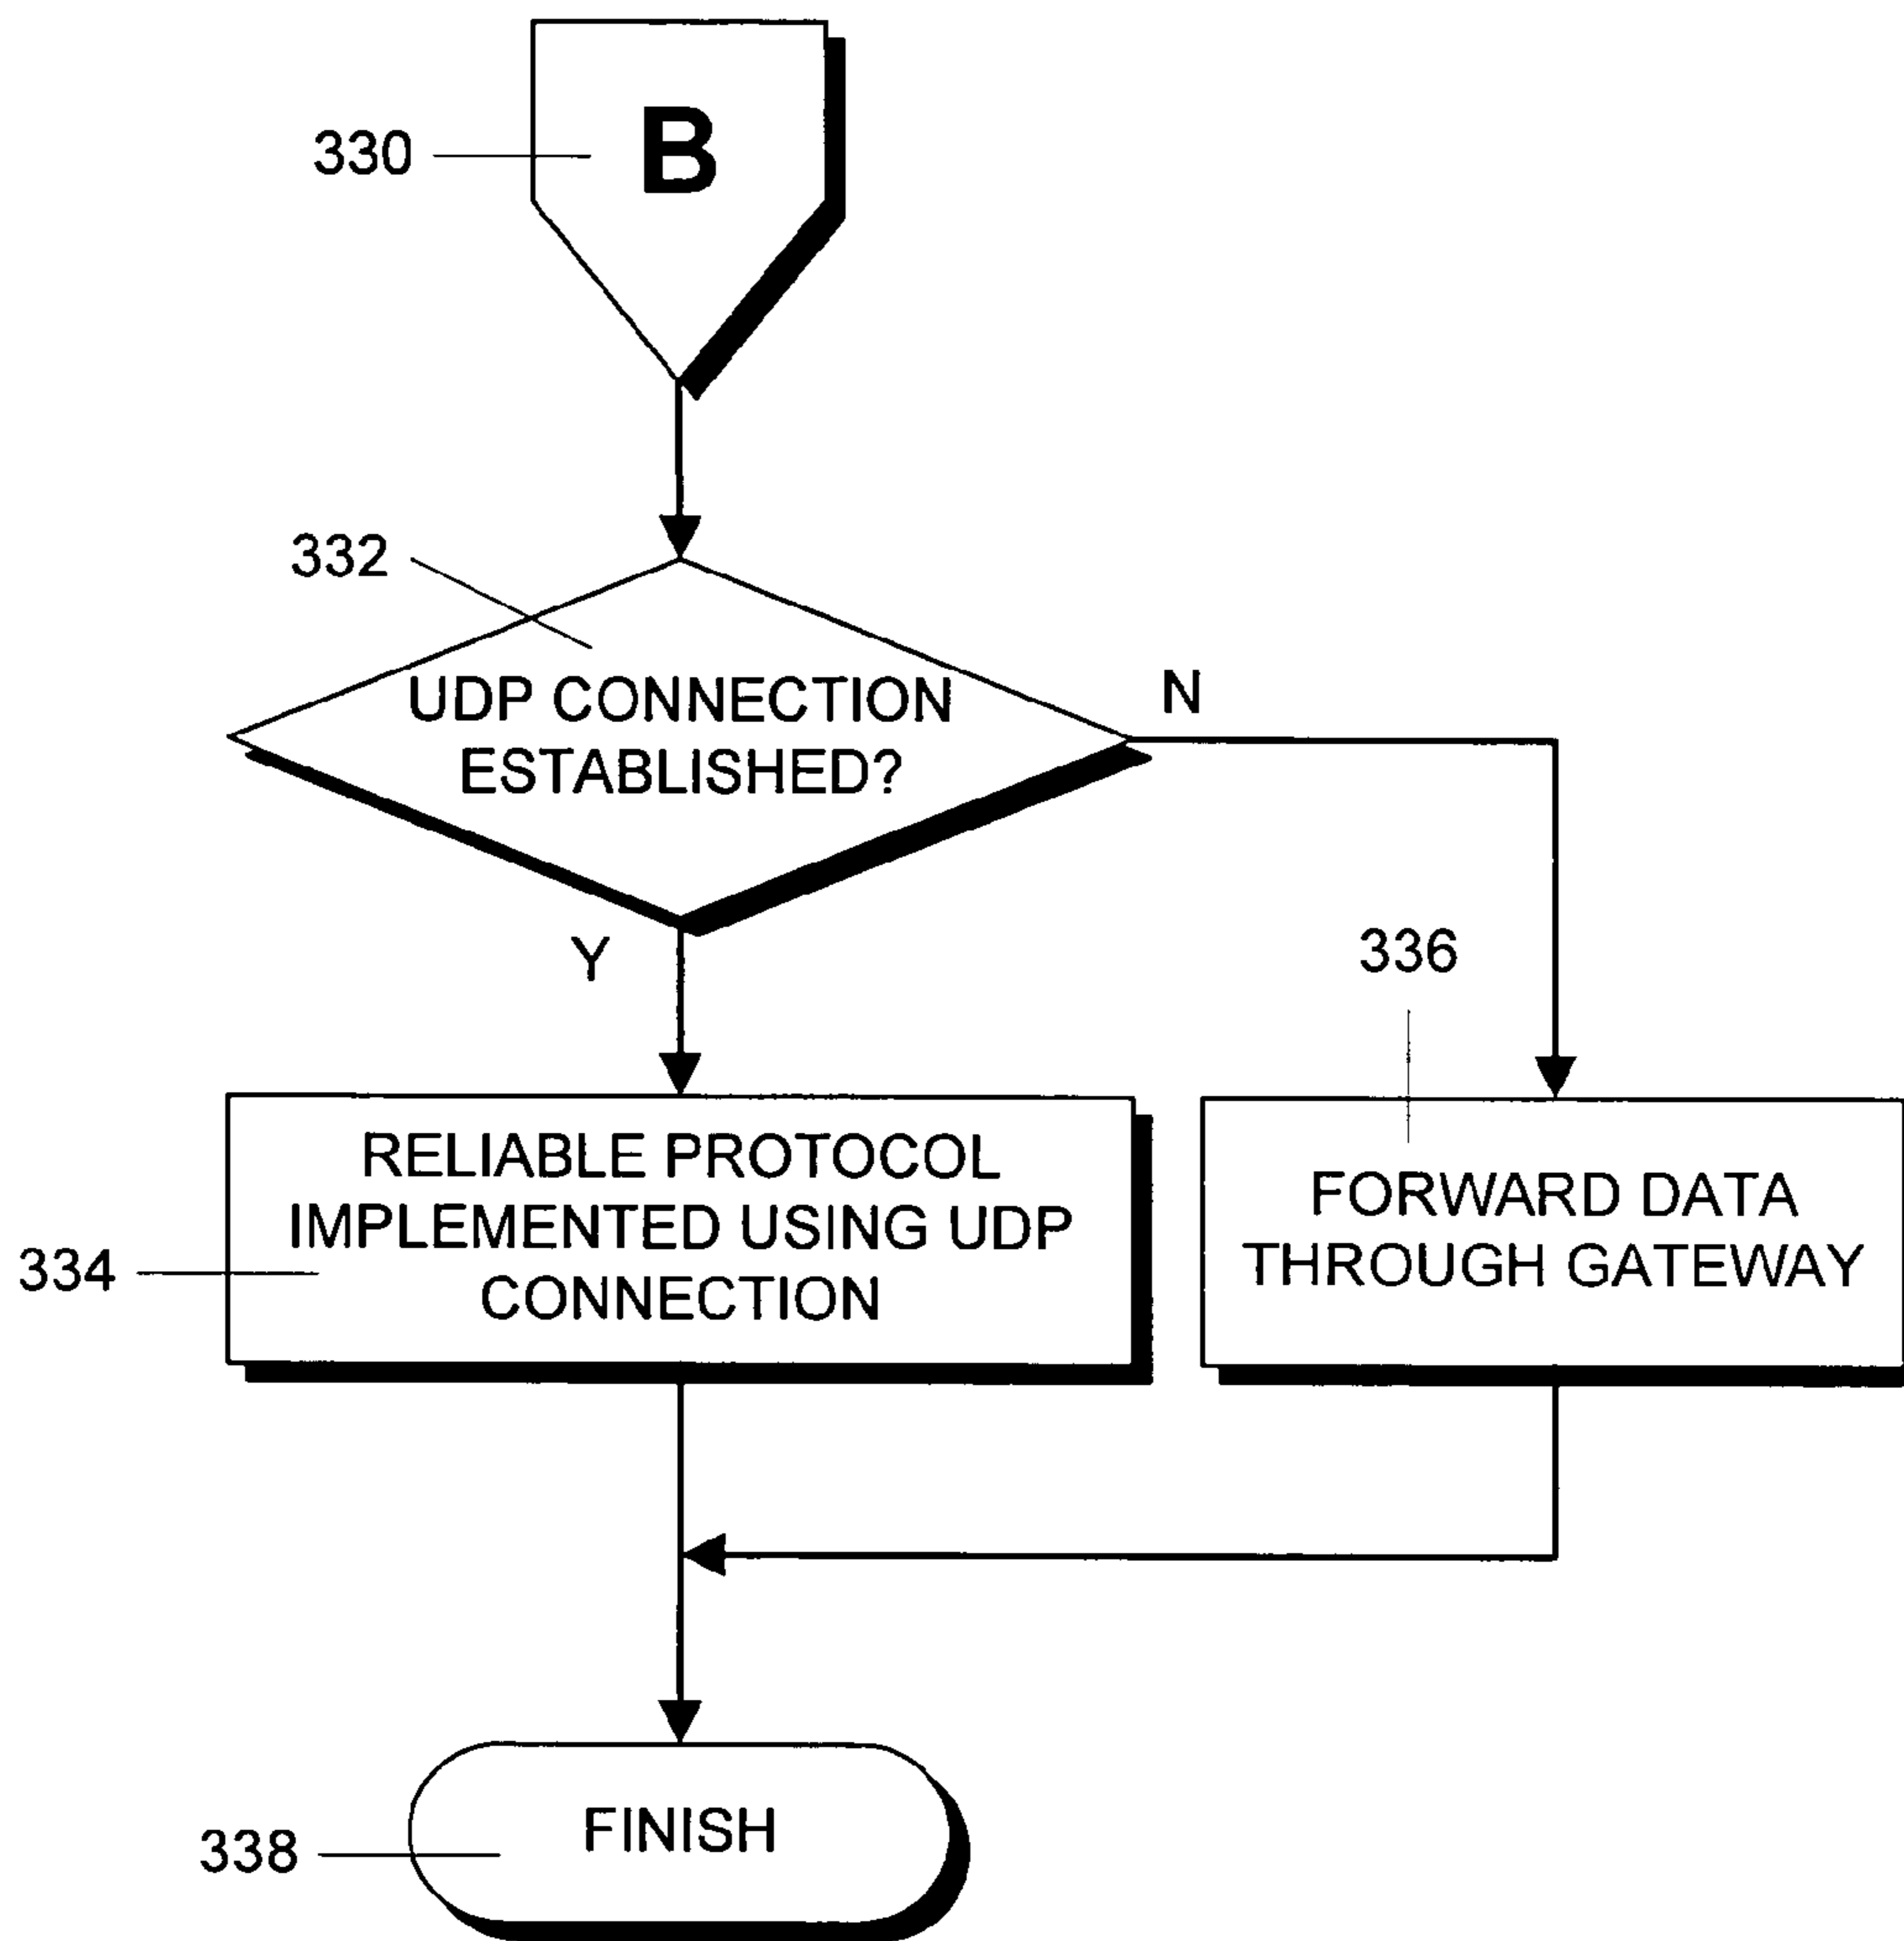 330
B
332
UDP CONNECTION
ESTABLISHED?
N
Y
336
334
RELIABLE PROTOCOL
IMPLEMENTED USING UDP
CONNECTION
FORWARD DATA
THROUGH GATEWAY
338
FINISH